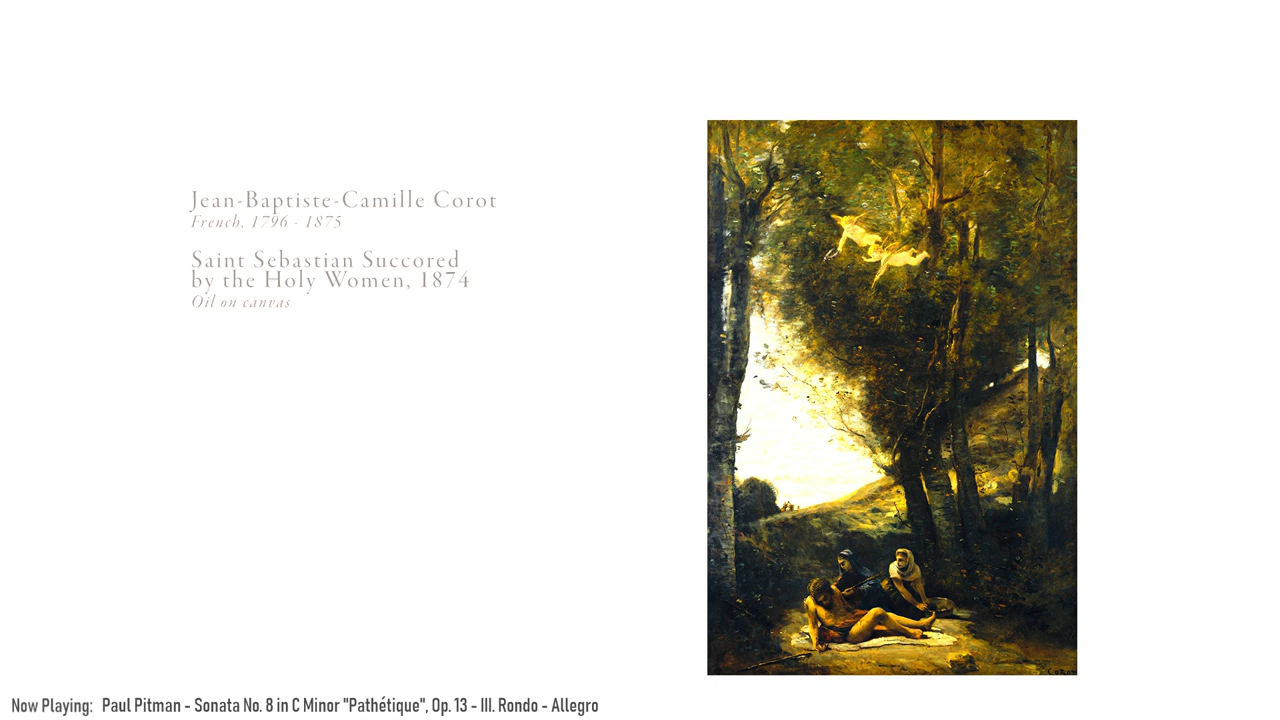 Jean-Baptiste-Camille Corot
French, 1796 - 1875
Saint Sebastian Succored
by the Holy Women, 1874
Oil on canvas
COROT
Now Playing: Paul Pitman - Sonata No. 8 in C Minor "Pathétique", Op. 13 - III. Rondo - Allegro